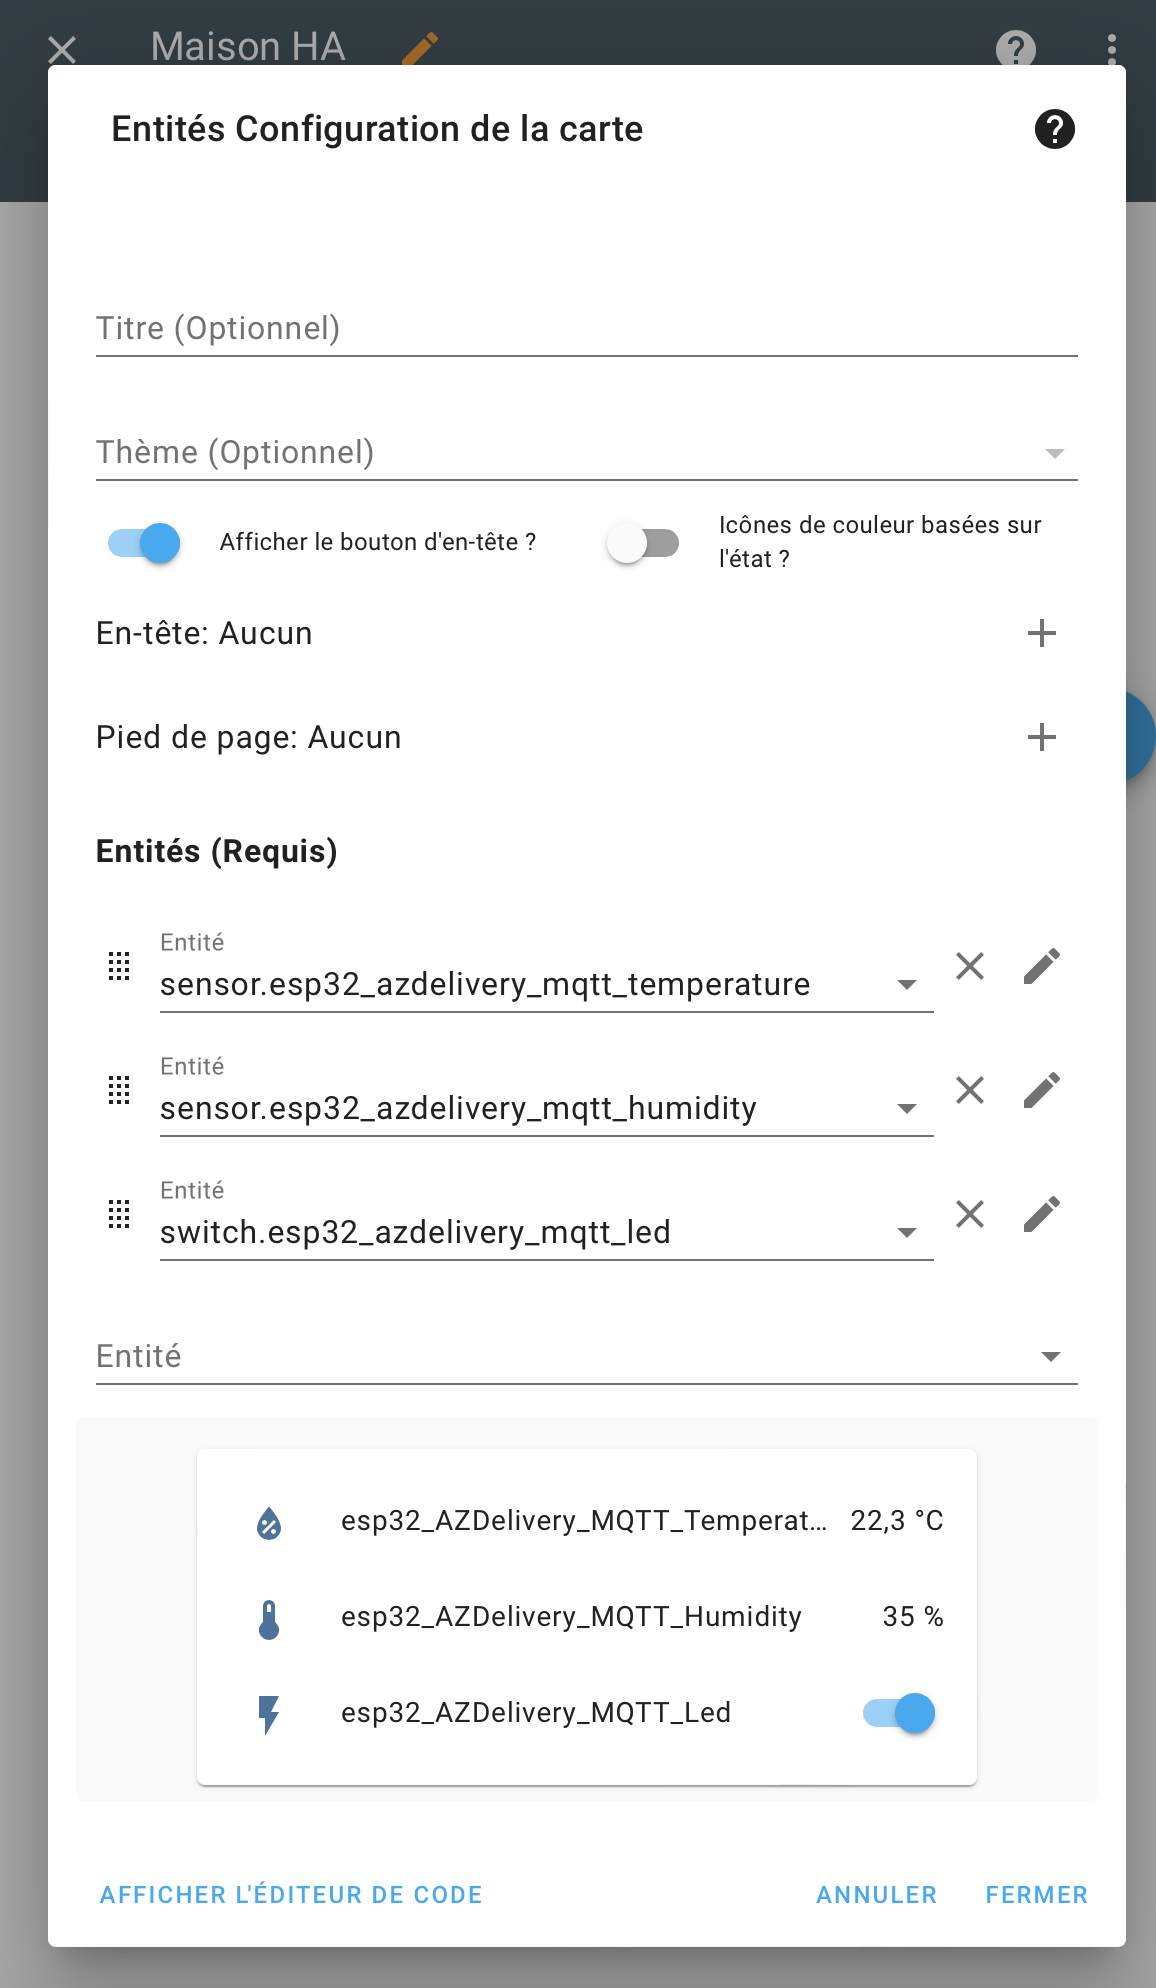 Maison HA
Entités Configuration de la carte
Titre (Optionnel)
Thème (Optionnel)
Afficher le bouton d'en-tête ?
Icônes de couleur basées sur
l'état ?
En-tête: Aucun
Pied de page: Aucun
Entités (Requis)
Entité
sensor.esp32_azdelivery_mqtt_temperature
Entité
sensor.esp32_azdelivery_mqtt_humidity
Entité
switch.esp32_azdelivery_mqtt_led
Entité
esp32_AZDelivery_MQTT_Temperat... 22,3 °C
esp32_AZDelivery_MQTT_Humidity 35 %
esp32_AZDelivery_MQTT_Led
AFFICHER L'ÉDITEUR DE CODE ANNULER FERMER